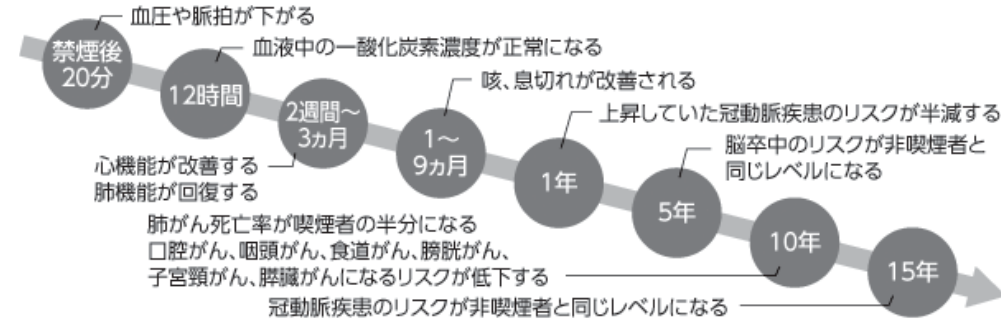 血圧や脈拍が下がる
禁煙後
20分
血液中の一酸化炭素濃度が正常になる
12時間
2週間〜
3ヵ月
心機能が改善する
肺機能が回復する
咳、息切れが改善される
1〜
9ヵ月
上昇していた冠動脈疾患のリスクが半減する
1年
脳卒中のリスクが非喫煙者と
同じレベルになる
5年
肺がん死亡率が喫煙者の半分になる
口腔がん、咽頭がん、食道がん、膀胱がん、
子宮頸がん、膵臓がんになるリスクが低下する
10年
冠動脈疾患のリスクが非喫煙者と同じレベルになる
15年